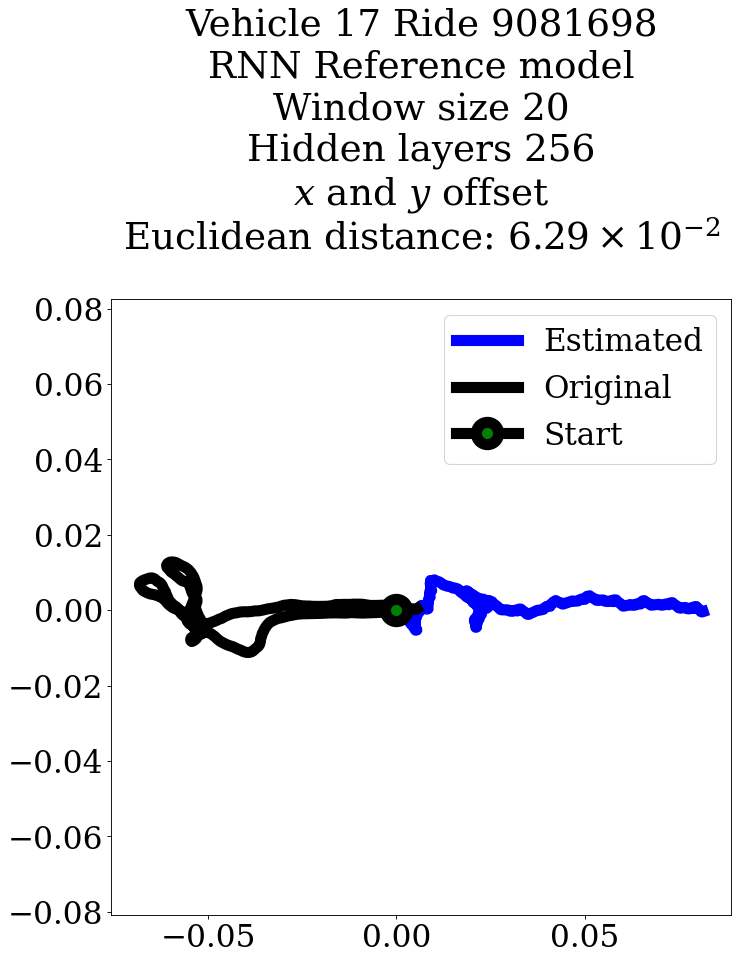 Vehicle 17 Ride 9081698
RNN Reference model
Window size 20
Hidden layers 256
x and y offset
Euclidean distance: 6.29 × 10⁻²
0.08
0.06
0.04
0.02
0.00
−0.02
−0.04
−0.06
−0.08
Estimated
Original
Start
−0.05
0.00
0.05